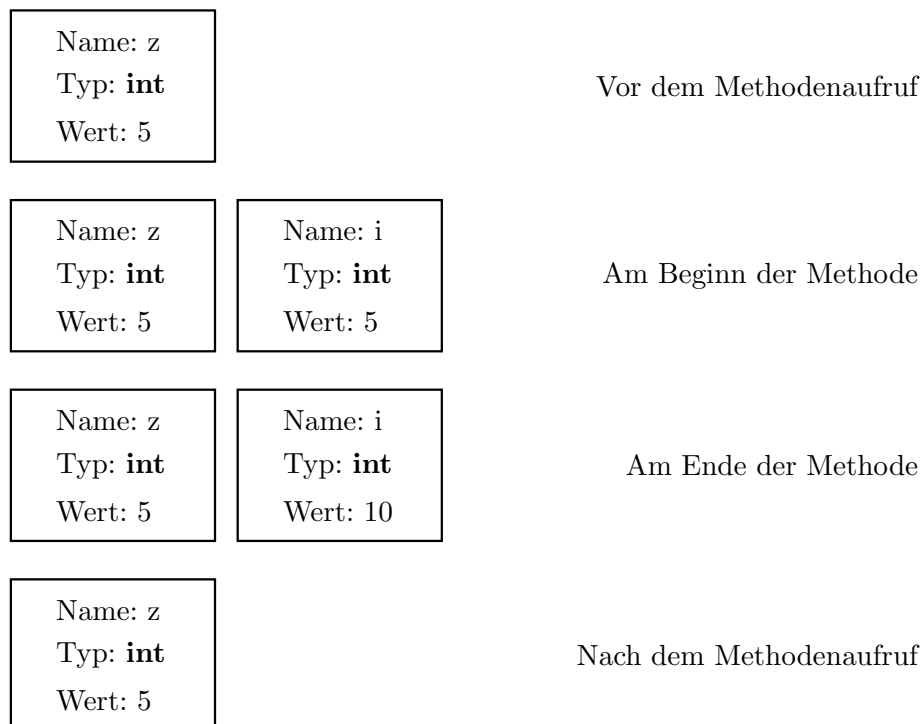 Name: z
Typ: int
Wert: 5
Vor dem Methodenaufruf
Name: z
Typ: int
Wert: 5
Name: i
Typ: int
Wert: 5
Am Beginn der Methode
Name: z
Typ: int
Wert: 5
Name: i
Typ: int
Wert: 10
Am Ende der Methode
Name: z
Typ: int
Wert: 5
Nach dem Methodenaufruf